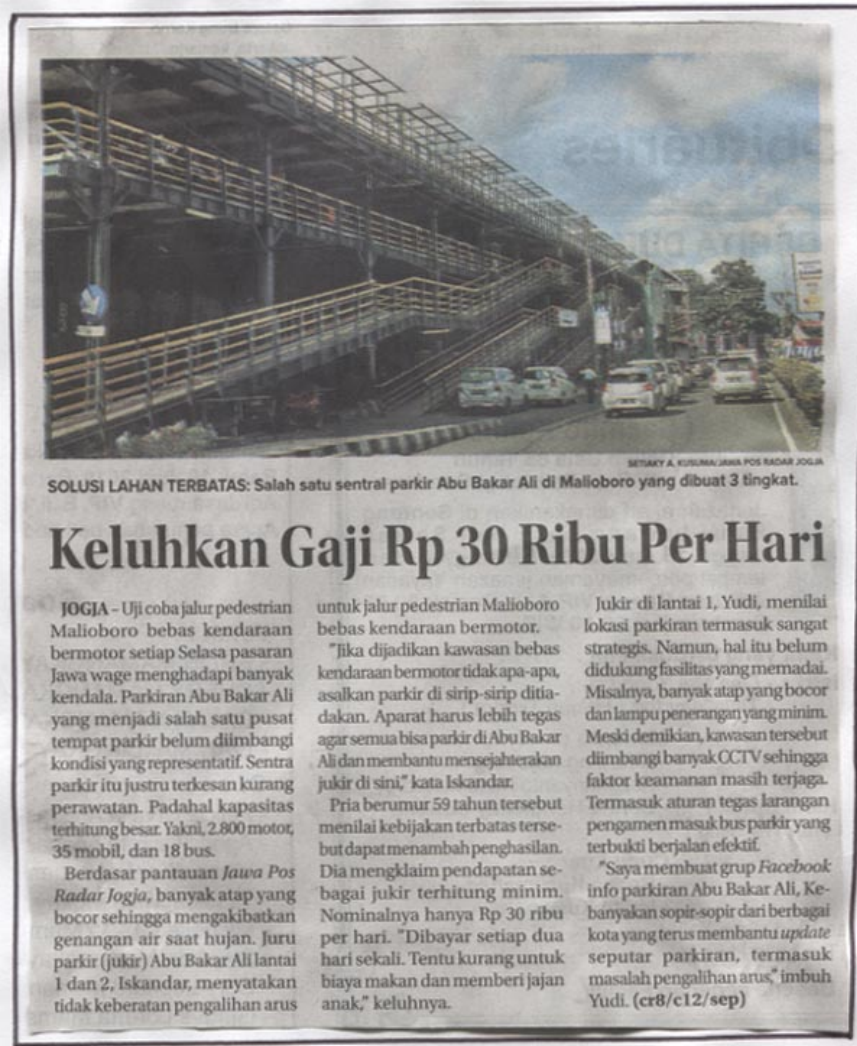 SETIAKY A. KUSUMA/JAWA POS RADAR JOGJA
SOLUSI LAHAN TERBATAS: Salah satu sentral parkir Abu Bakar Ali di Malioboro yang dibuat 3 tingkat.
Keluhkan Gaji Rp 30 Ribu Per Hari
JOGJA – Uji coba jalur pedestrian
Malioboro bebas kendaraan
bermotor setiap Selasa pasaran
Jawa wage menghadapi banyak
kendala. Parkiran Abu Bakar Ali
yang menjadi salah satu pusat
tempat parkir belum diimbangi
kondisi yang representatif. Sentra
parkir itu justru terkesan kurang
perawatan. Padahal kapasitas
terhitung besar. Yakni, 2.800 motor,
35 mobil, dan 18 bus.
Berdasar pantauan Jawa Pos
Radar Jogja, banyak atap yang
bocor sehingga mengakibatkan
genangan air saat hujan. Juru
parkir (jukir) Abu Bakar Ali lantai
1 dan 2, Iskandar, menyatakan
tidak keberatan pengalihan arus
untuk jalur pedestrian Malioboro
bebas kendaraan bermotor.
"Jika dijadikan kawasan bebas
kendaraan bermotor tidak apa-apa,
asalkan parkir di sirip-sirip ditia-
dakan. Aparat harus lebih tegas
agar semua bisa parkir di Abu Bakar
Ali dan membantu mensejahterakan
jukir di sini," kata Iskandar.
Pria berumur 59 tahun tersebut
menilai kebijakan terbatas terse-
but dapat menambah penghasilan.
Dia mengklaim pendapatan se-
bagai jukir terhitung minim.
Nominalnya hanya Rp 30 ribu
per hari. "Dibayar setiap dua
hari sekali. Tentu kurang untuk
biaya makan dan memberi jajan
anak," keluhnya.
Jukir di lantai 1, Yudi, menilai
lokasi parkiran termasuk sangat
strategis. Namun, hal itu belum
didukung fasilitas yang memadai.
Misalnya, banyak atap yang bocor
dan lampu penerangan yang minim.
Meski demikian, kawasan tersebut
diimbangi banyak CCTV sehingga
faktor keamanan masih terjaga.
Termasuk aturan tegas larangan
pengamen masuk bus parkir yang
terbukti berjalan efektif.
"Saya membuat grup Facebook
info parkiran Abu Bakar Ali, Ke-
banyakan sopir-sopir dari berbagai
kota yang terus membantu update
seputar parkiran, termasuk
masalah pengalihan arus," imbuh
Yudi. (cr8/c12/sep)